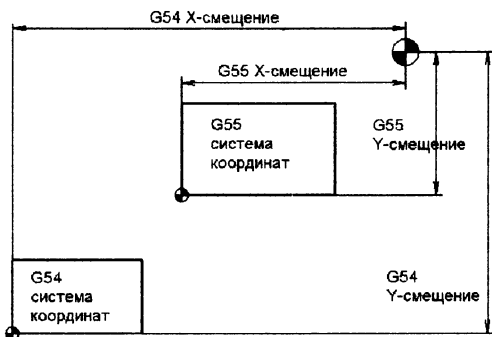 G54 X-смещение
G55 X-смещение
G55
система
координат
G55
Y-смещение
G54
система
координат
G54
Y-смещение